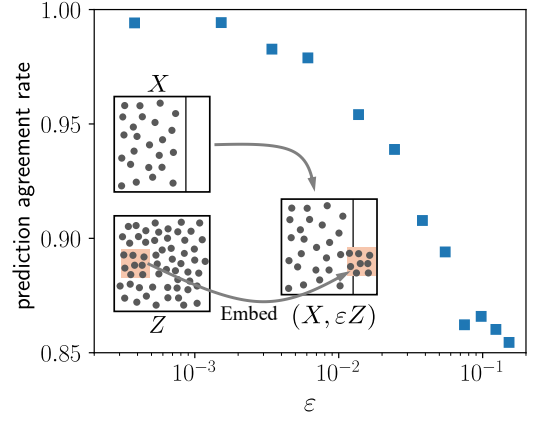 1.00
0.95
0.90
0.85
prediction agreement rate
X
Z
Embed
(X, εZ)
10⁻³
10⁻²
10⁻¹
ε